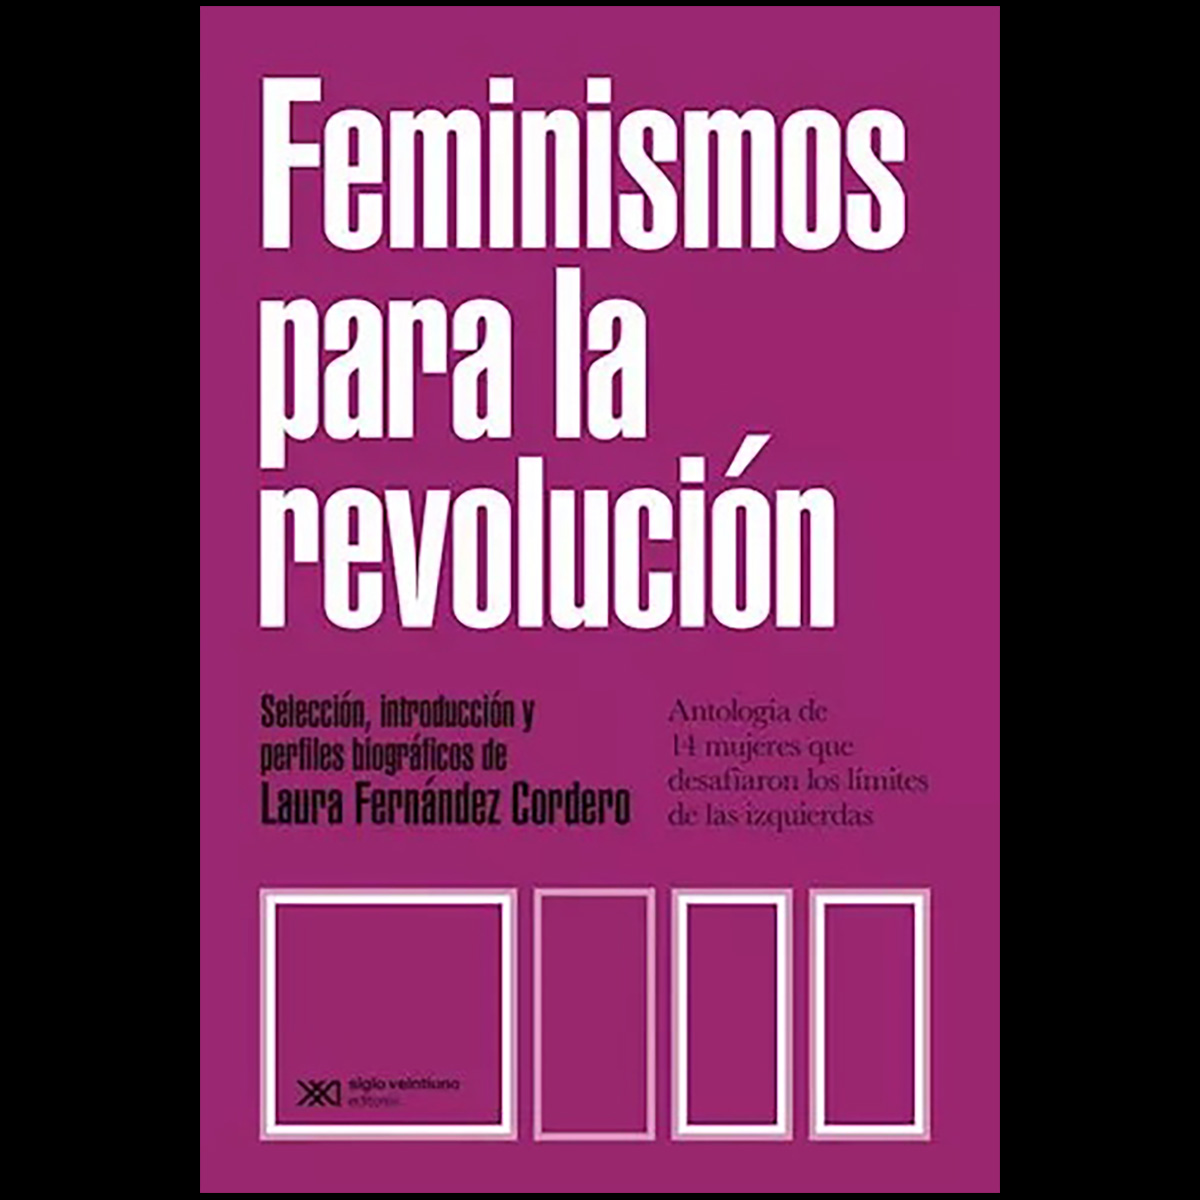 Feminismos
para la
revolución
Selección, introducción y
perfiles biográficos de
Laura Fernández Cordero
Antología de
14 mujeres que
desafiaron los límites
de las izquierdas
siglo veintiuno
editores